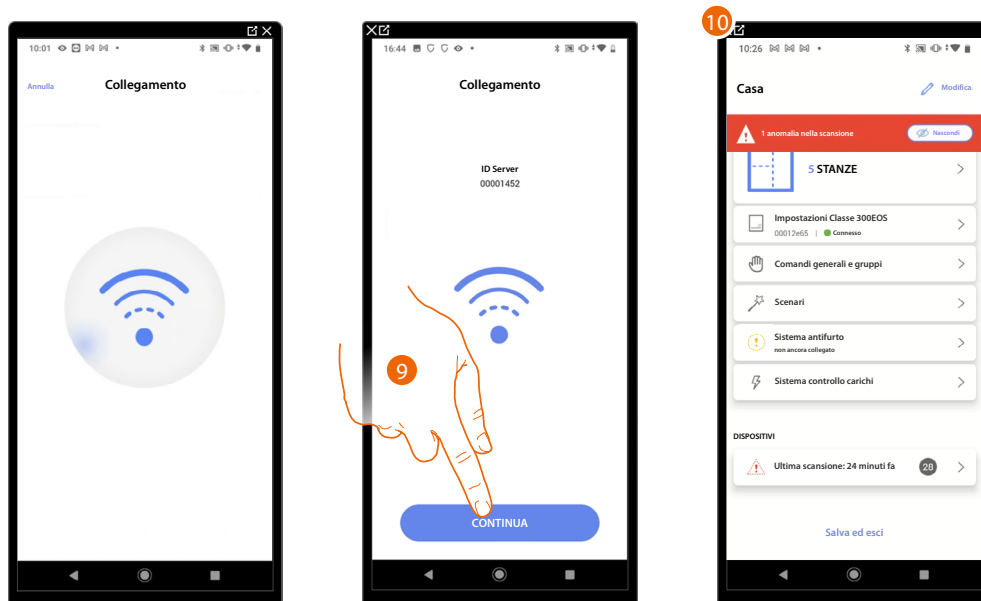 10:01
Annulla
Collegamento
16:44
Collegamento
ID Server
00001452
9
CONTINUA
10
10:26
Casa
Modifica
1 anomalia nella scansione
Nascondi
5 STANZE
Impostazioni Classe 300EOS
00012e65 | Connesso
Comandi generali e gruppi
Scenari
Sistema antifurto
non ancora collegato
Sistema controllo carichi
DISPOSITIVI
Ultima scansione: 24 minuti fa
28
Salva ed esci